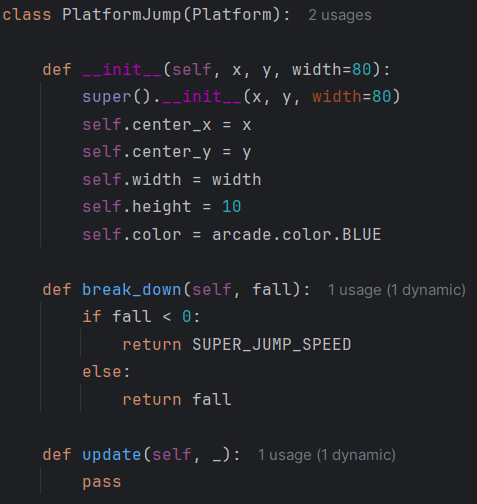 class PlatformJump(Platform): 2 usages
def __init__(self, x, y, width=80):
super().__init__(x, y, width=80)
self.center_x = x
self.center_y = y
self.width = width
self.height = 10
self.color = arcade.color.BLUE
def break_down(self, fall): 1 usage (1 dynamic)
if fall < 0:
return SUPER_JUMP_SPEED
else:
return fall
def update(self, _): 1 usage (1 dynamic)
pass